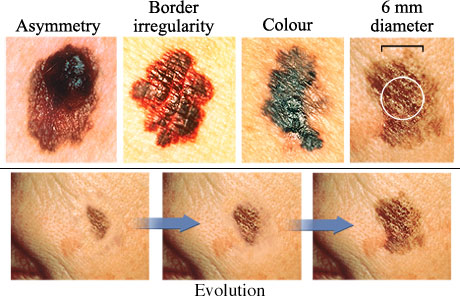 Asymmetry
Border
irregularity
Colour
6 mm
diameter
Evolution